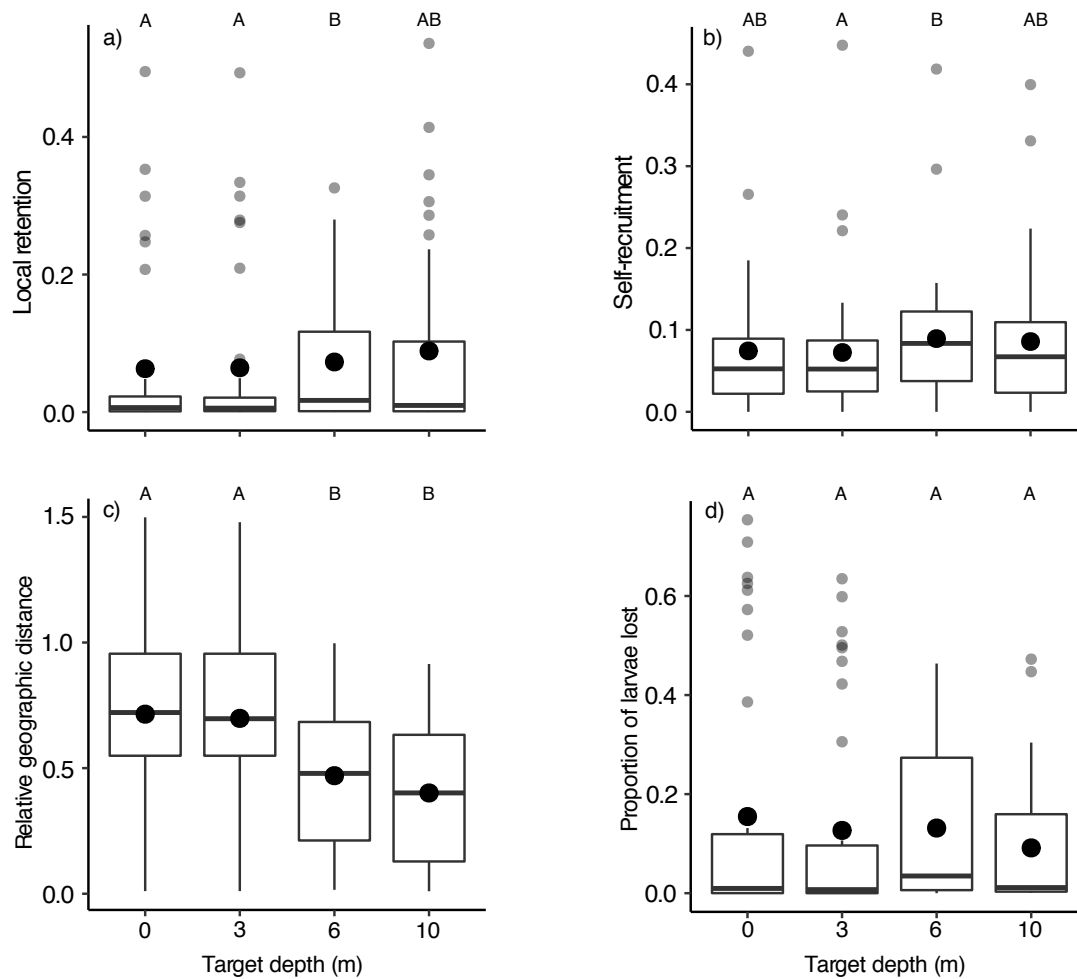 A A B AB
a)
0.4
0.2
0.0
Local retention
AB A B AB
b)
0.4
0.3
0.2
0.1
0.0
Self-recruitment
A A B B
c)
1.5
1.0
0.5
0.0
Relative geographic distance
0 3 6 10
Target depth (m)
A A A A
d)
0.6
0.4
0.2
0.0
Proportion of larvae lost
0 3 6 10
Target depth (m)